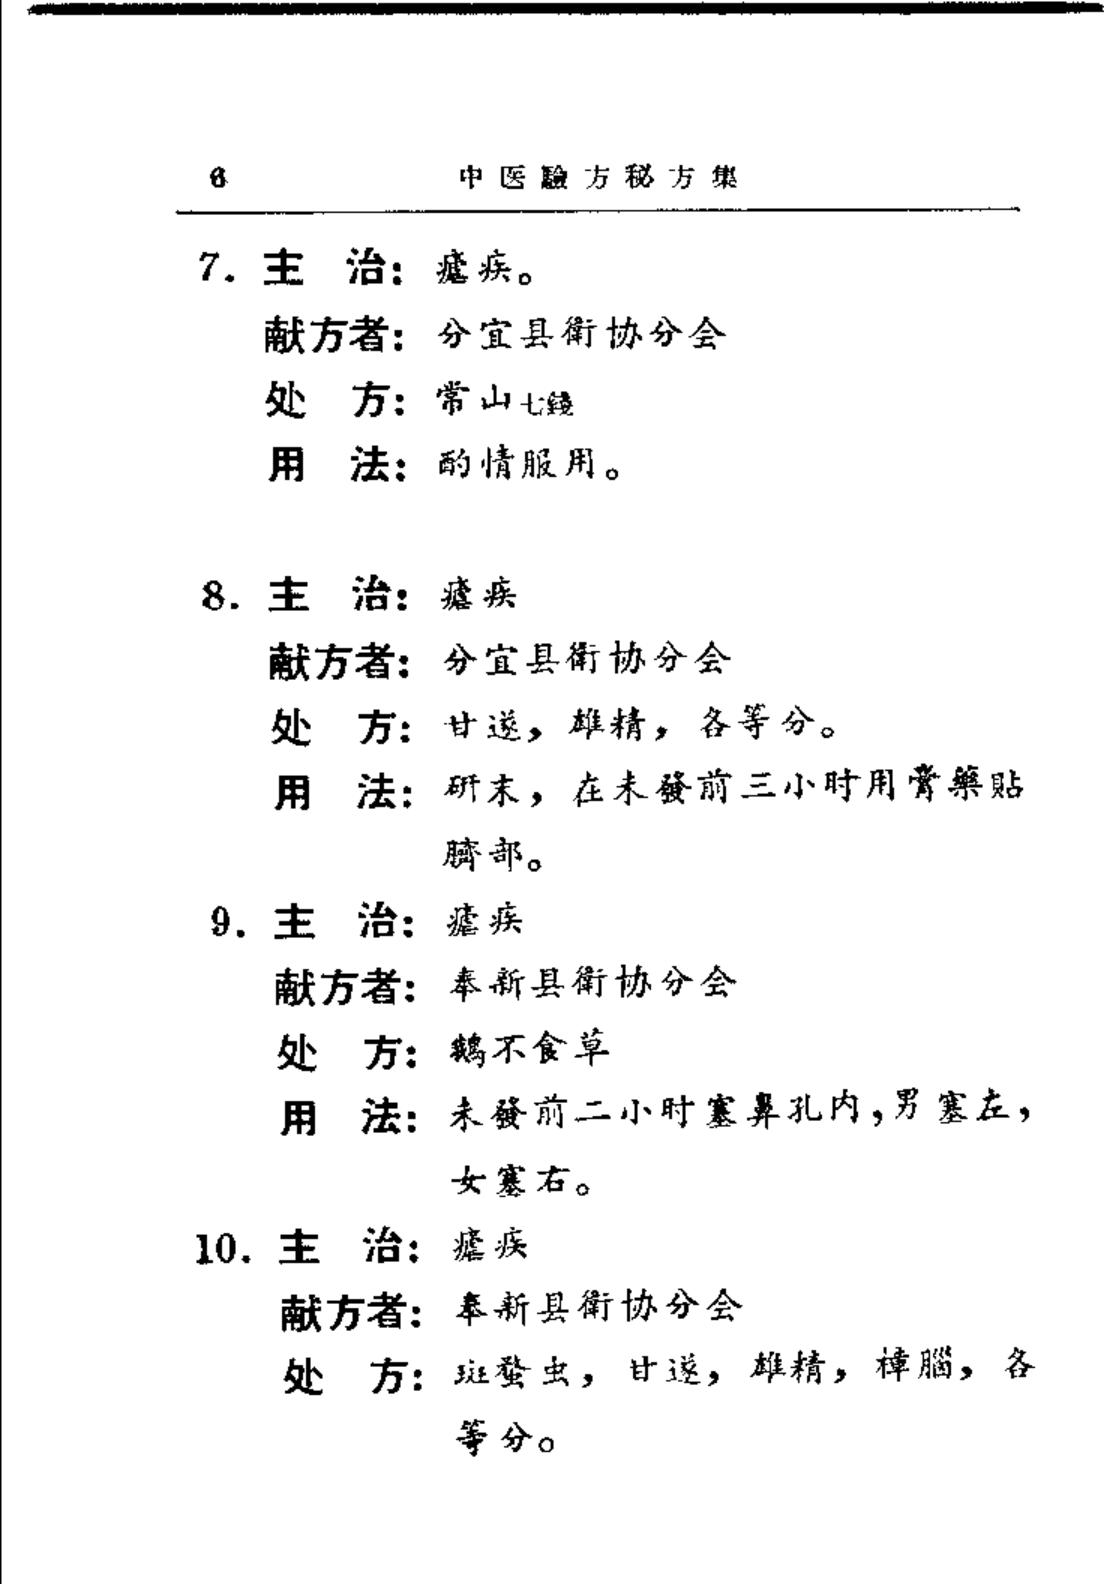 6 中医驗方秘方集
7. 主 治: 瘧疾。
献方者: 分宜县衛协分会
处 方: 常山七錢
用 法: 酌情服用。
8. 主 治: 瘧疾
献方者: 分宜县衛协分会
处 方: 甘遂，雄精，各等分。
用 法: 研末，在未發前三小时用膏藥貼
臍部。
9. 主 治: 瘧疾
献方者: 奉新县衛协分会
处 方: 鵝不食草
用 法: 未發前二小时塞鼻孔内，男塞左，
女塞右。
10. 主 治: 瘧疾
献方者: 奉新县衛协分会
处 方: 斑蝥虫，甘遂，雄精，樟腦，各
等分。